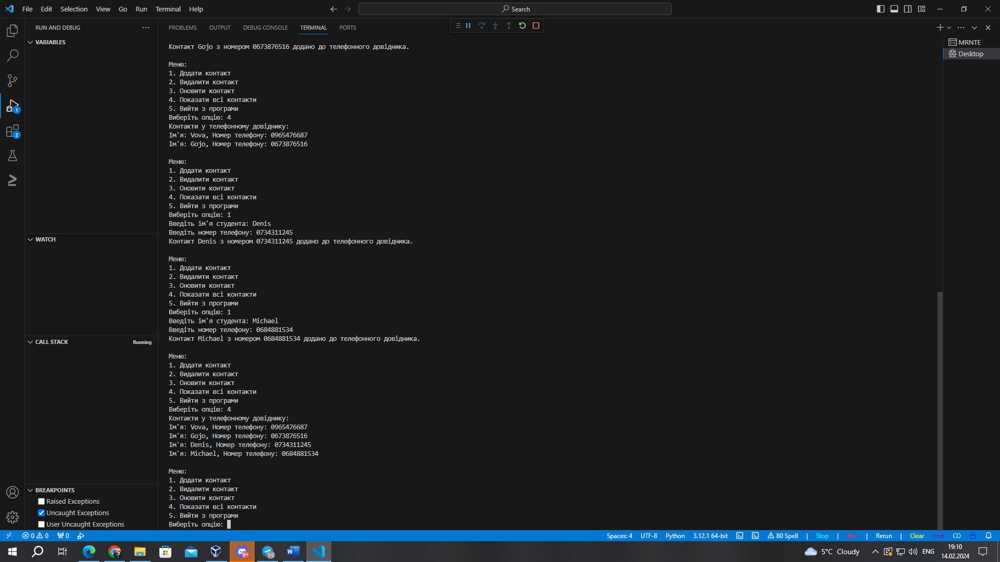 File Edit Selection View Go Run Terminal Help
Search
RUN AND DEBUG
PROBLEMS OUTPUT DEBUG CONSOLE TERMINAL PORTS
VARIABLES
WATCH
CALL STACK Running
BREAKPOINTS
Raised Exceptions
Uncaught Exceptions
User Uncaught Exceptions
1
2
Контакт Gojo з номером 0673876516 додано до телефонного довідника.
Меню:
1. Додати контакт
2. Видалити контакт
3. Оновити контакт
4. Показати всі контакти
5. Вийти з програми
Виберіть опцію: 4
Контакти у телефонному довіднику:
Ім'я: Vova, Номер телефону: 0965476687
Ім'я: Gojo, Номер телефону: 0673876516
Меню:
1. Додати контакт
2. Видалити контакт
3. Оновити контакт
4. Показати всі контакти
5. Вийти з програми
Виберіть опцію: 1
Введіть ім'я студента: Denis
Введіть номер телефону: 0734311245
Контакт Denis з номером 0734311245 додано до телефонного довідника.
Меню:
1. Додати контакт
2. Видалити контакт
3. Оновити контакт
4. Показати всі контакти
5. Вийти з програми
Виберіть опцію: 1
Введіть ім'я студента: Michael
Введіть номер телефону: 0684881534
Контакт Michael з номером 0684881534 додано до телефонного довідника.
Меню:
1. Додати контакт
2. Видалити контакт
3. Оновити контакт
4. Показати всі контакти
5. Вийти з програми
Виберіть опцію: 4
Контакти у телефонному довіднику:
Ім'я: Vova, Номер телефону: 0965476687
Ім'я: Gojo, Номер телефону: 0673876516
Ім'я: Denis, Номер телефону: 0734311245
Ім'я: Michael, Номер телефону: 0684881534
Меню:
1. Додати контакт
2. Видалити контакт
3. Оновити контакт
4. Показати всі контакти
5. Вийти з програми
Виберіть опцію:
MRNTE
Desktop
0 0 0 Spaces: 4 UTF-8 Python 3.12.1 64-bit 80 Spell | Stop | Run | Rerun | Clear cmd CD
9+ 99 5°C Cloudy ENG 19:10
14.02.2024